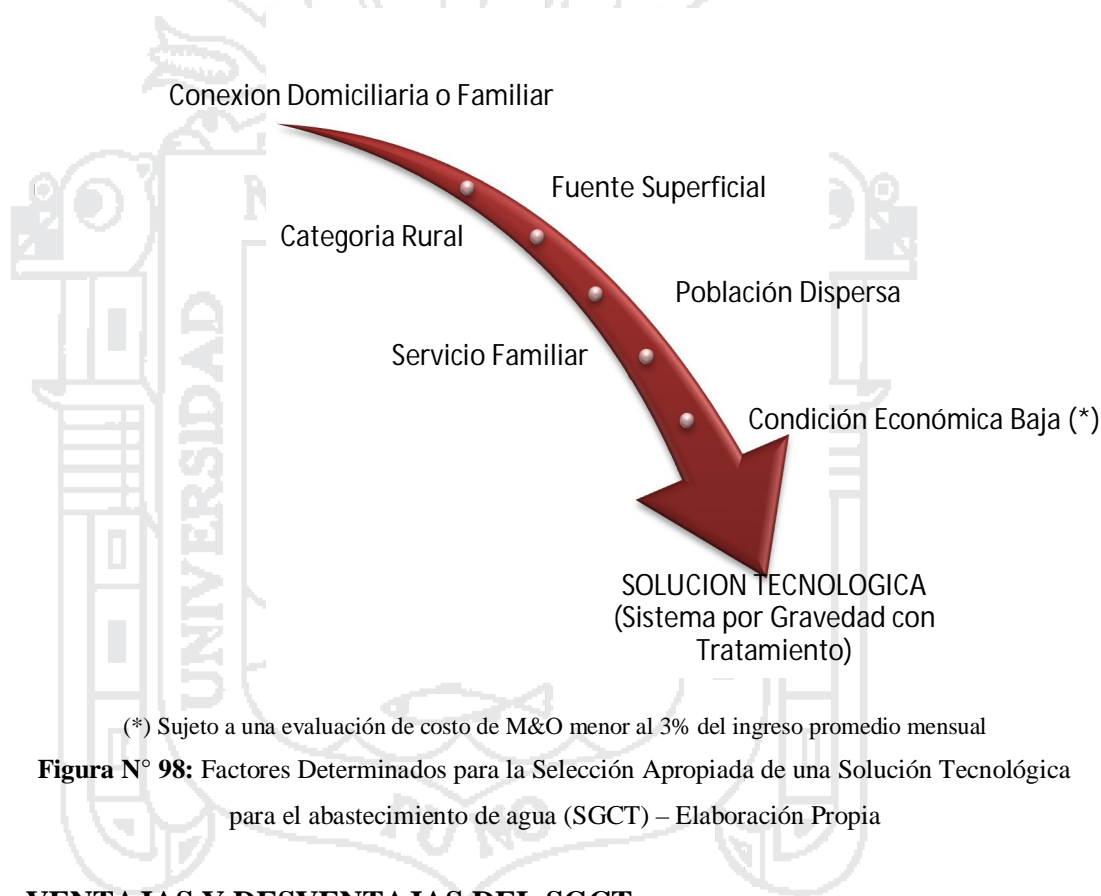 Conexion Domiciliaria o Familiar
Fuente Superficial
Categoria Rural
Población Dispersa
Servicio Familiar
Condición Económica Baja (*)
SOLUCION TECNOLOGICA
(Sistema por Gravedad con
Tratamiento)
(*) Sujeto a una evaluación de costo de M&O menor al 3% del ingreso promedio mensual
Figura N° 98: Factores Determinados para la Selección Apropiada de una Solución Tecnológica
para el abastecimiento de agua (SGCT) – Elaboración Propia
VENTAJAS Y DESVENTAJAS DEL SGCT
UNIVERSIDAD
PUNO